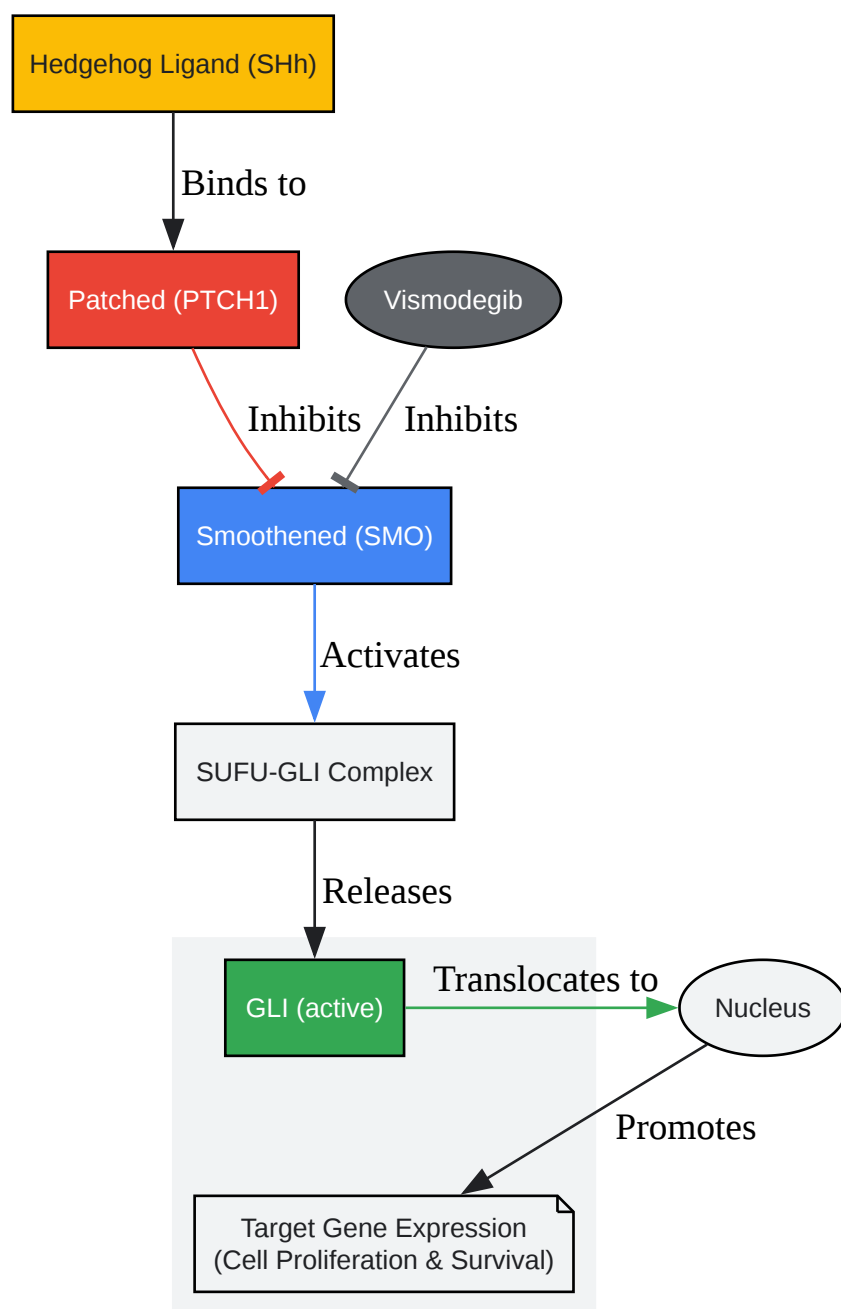 Hedgehog Ligand (SHh)
Binds to
Patched (PTCH1)
Vismodegib
Inhibits
Inhibits
Smoothened (SMO)
Activates
SUFU-GLI Complex
Releases
GLI (active)
Translocates to
Nucleus
Promotes
Target Gene Expression
(Cell Proliferation & Survival)